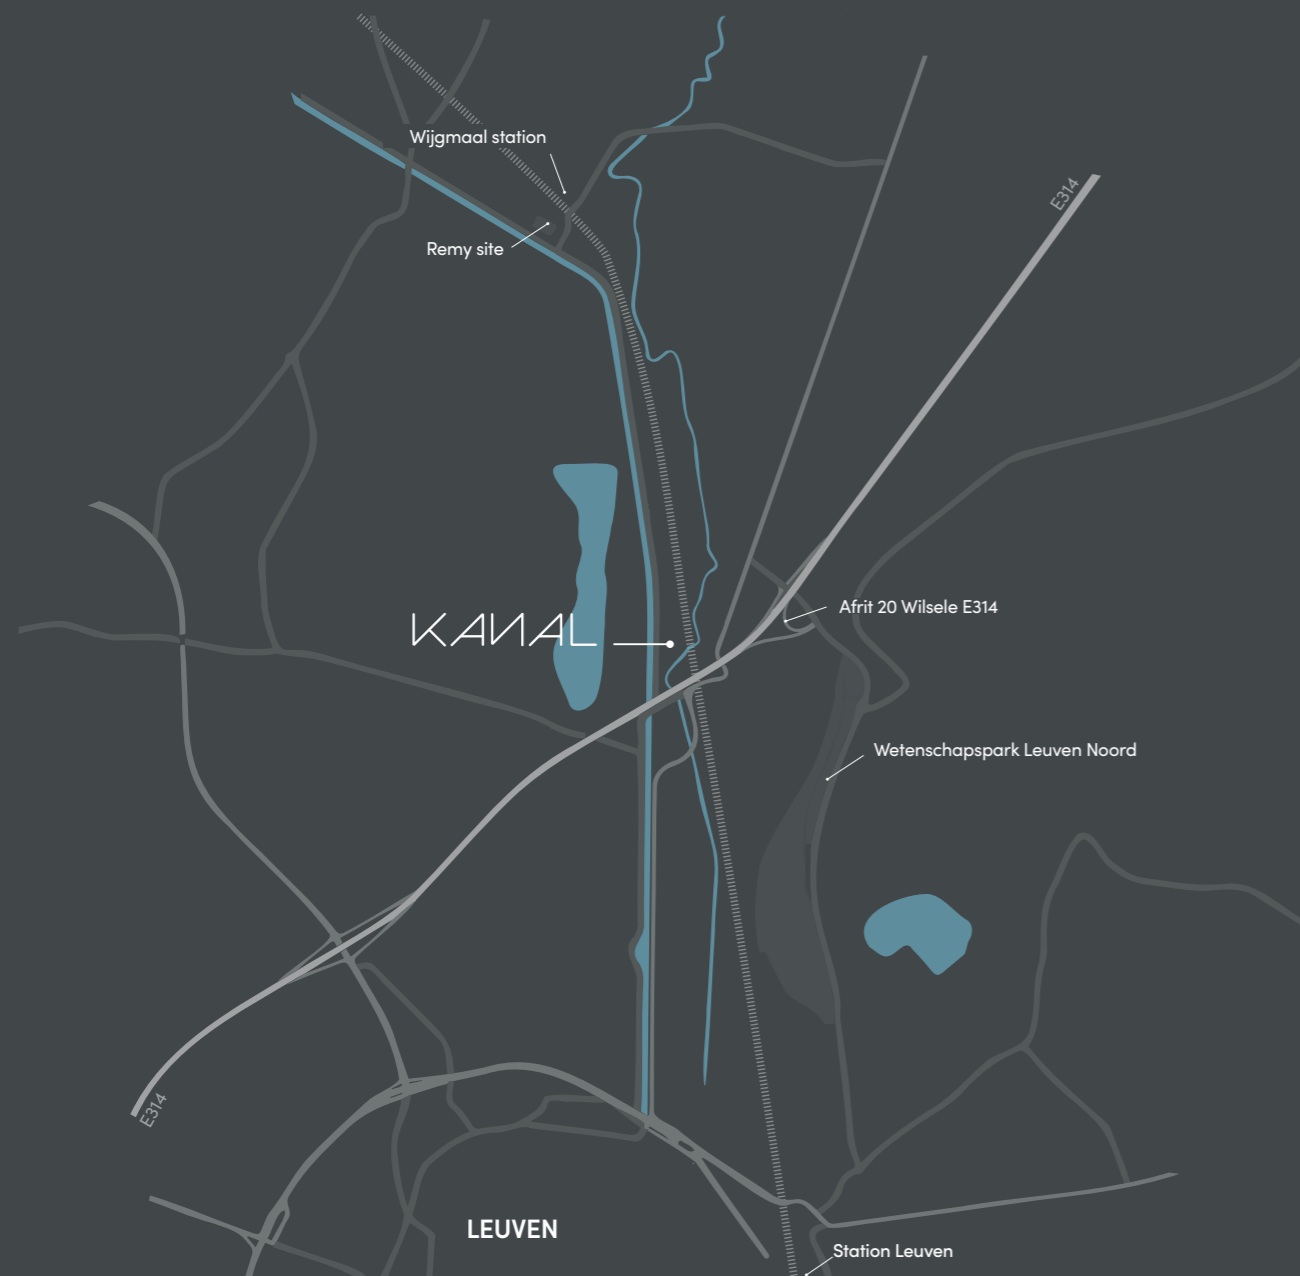 Wijgmaal station
E314
Remy site
Afrit 20 Wilsele E314
KANAL
Wetenschapspark Leuven Noord
E314
LEUVEN
Station Leuven